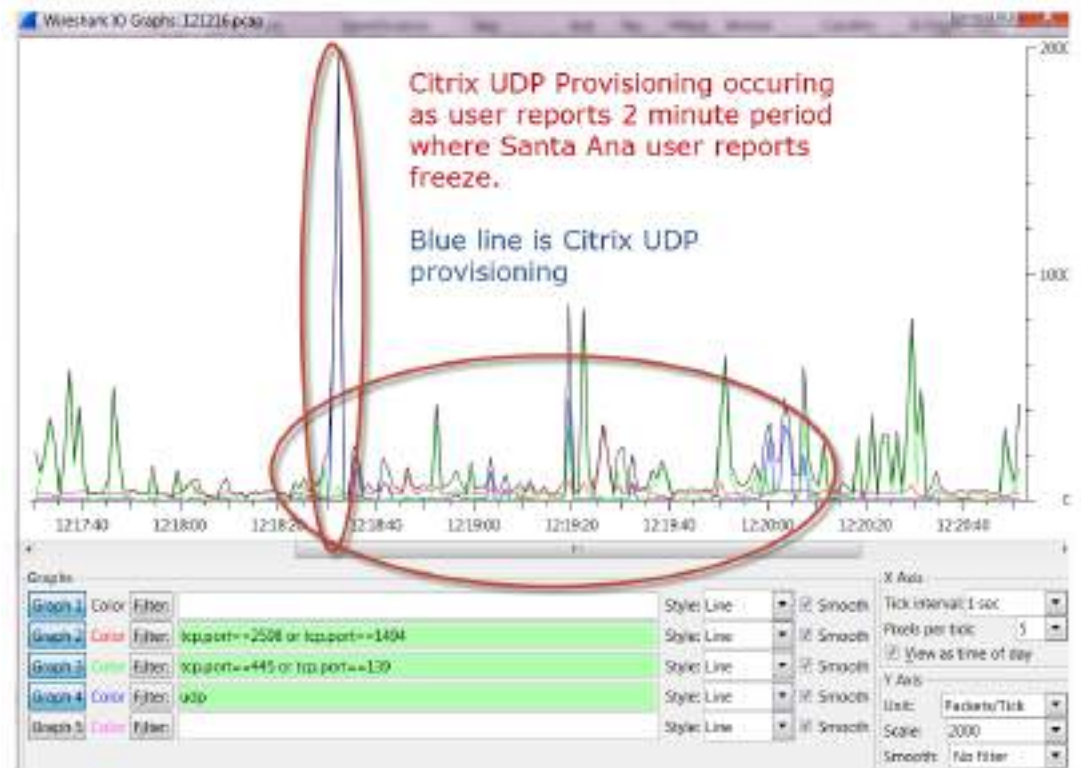 Wireshark IO Graphs: 121216.pcap
2000
Citrix UDP Provisioning occuring
as user reports 2 minute period
where Santa Ana user reports
freeze.
Blue line is Citrix UDP
provisioning
1000
0
12:17:40 12:18:00 12:18:20 12:18:40 12:19:00 12:19:20 12:19:40 12:20:00 12:20:20 12:20:40
Graphs
X Axis
Graph 1 Color Filter: Style: Line Smooth
Tick interval: 1 sec
Graph 2 Color Filter: tcp.port==2598 or tcp.port==1494 Style: Line Smooth
Pixels per tick: 5
Graph 3 Color Filter: tcp.port==445 or tcp.port==139 Style: Line Smooth
View as time of day
Y Axis
Graph 4 Color Filter: udp Style: Line Smooth
Unit: Packets/Tick
Graph 5 Color Filter: Style: Line Smooth
Scale: 2000
Smooth: No filter